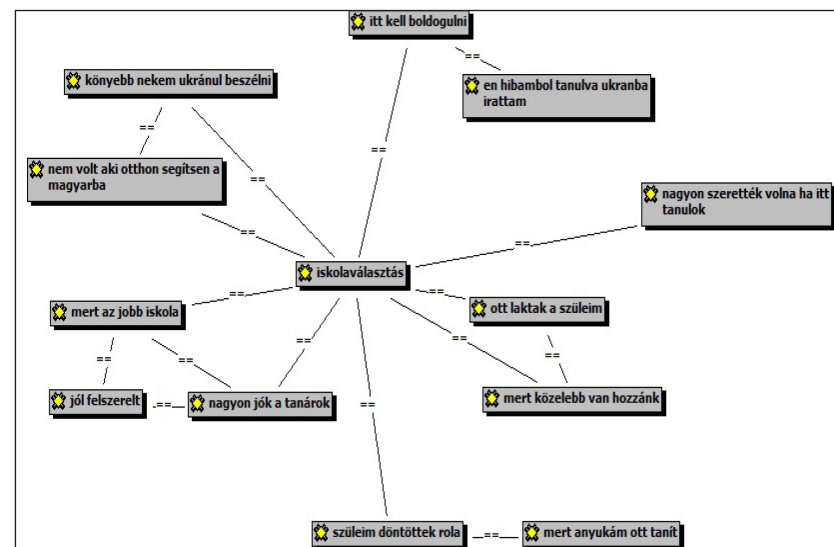 itt kell boldogulni
==
könyebb nekem ukránul beszélni
en hibambol tanulva ukranba
irattam
==
==
==
nem volt aki otthon segítsen a
magyarba
nagyon szerették volna ha itt
tanulok
==
==
iskolaválasztás
==
==
mert az jobb iskola
ott laktak a szüleim
==
==
==
==
==
jól felszerelt
==
nagyon jók a tanárok
mert közelebb van hozzánk
==
szüleim döntöttek rola
==
mert anyukám ott tanít